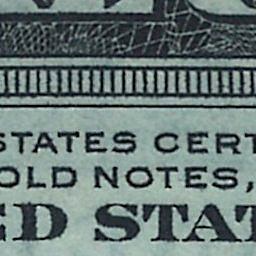 STATES CERT
OLD NOTES,
ED STAT